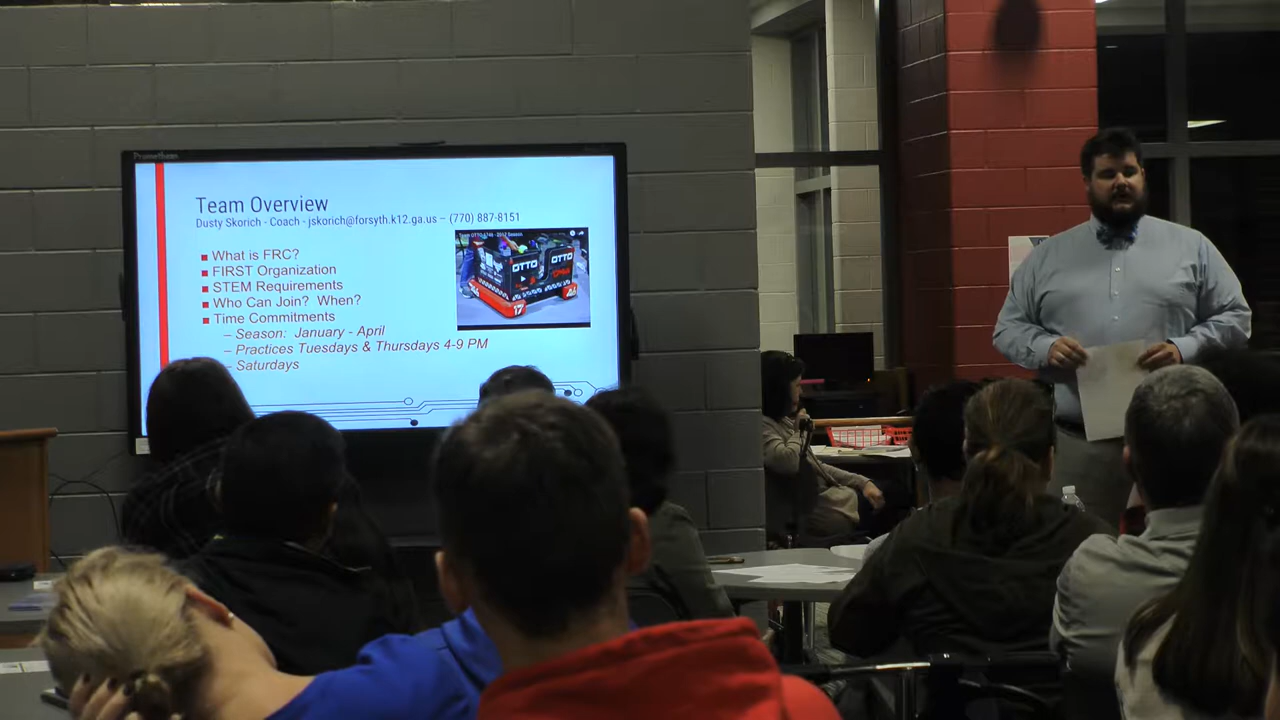 Promethean
Team Overview
Dusty Skorich - Coach - jskorich@forsyth.k12.ga.us – (770) 887-8151
What is FRC?
FIRST Organization
STEM Requirements
Who Can Join?  When?
Time Commitments
– Season:  January - April
– Practices Tuesdays & Thursdays 4-9 PM
– Saturdays
OTTO
OTTO
17